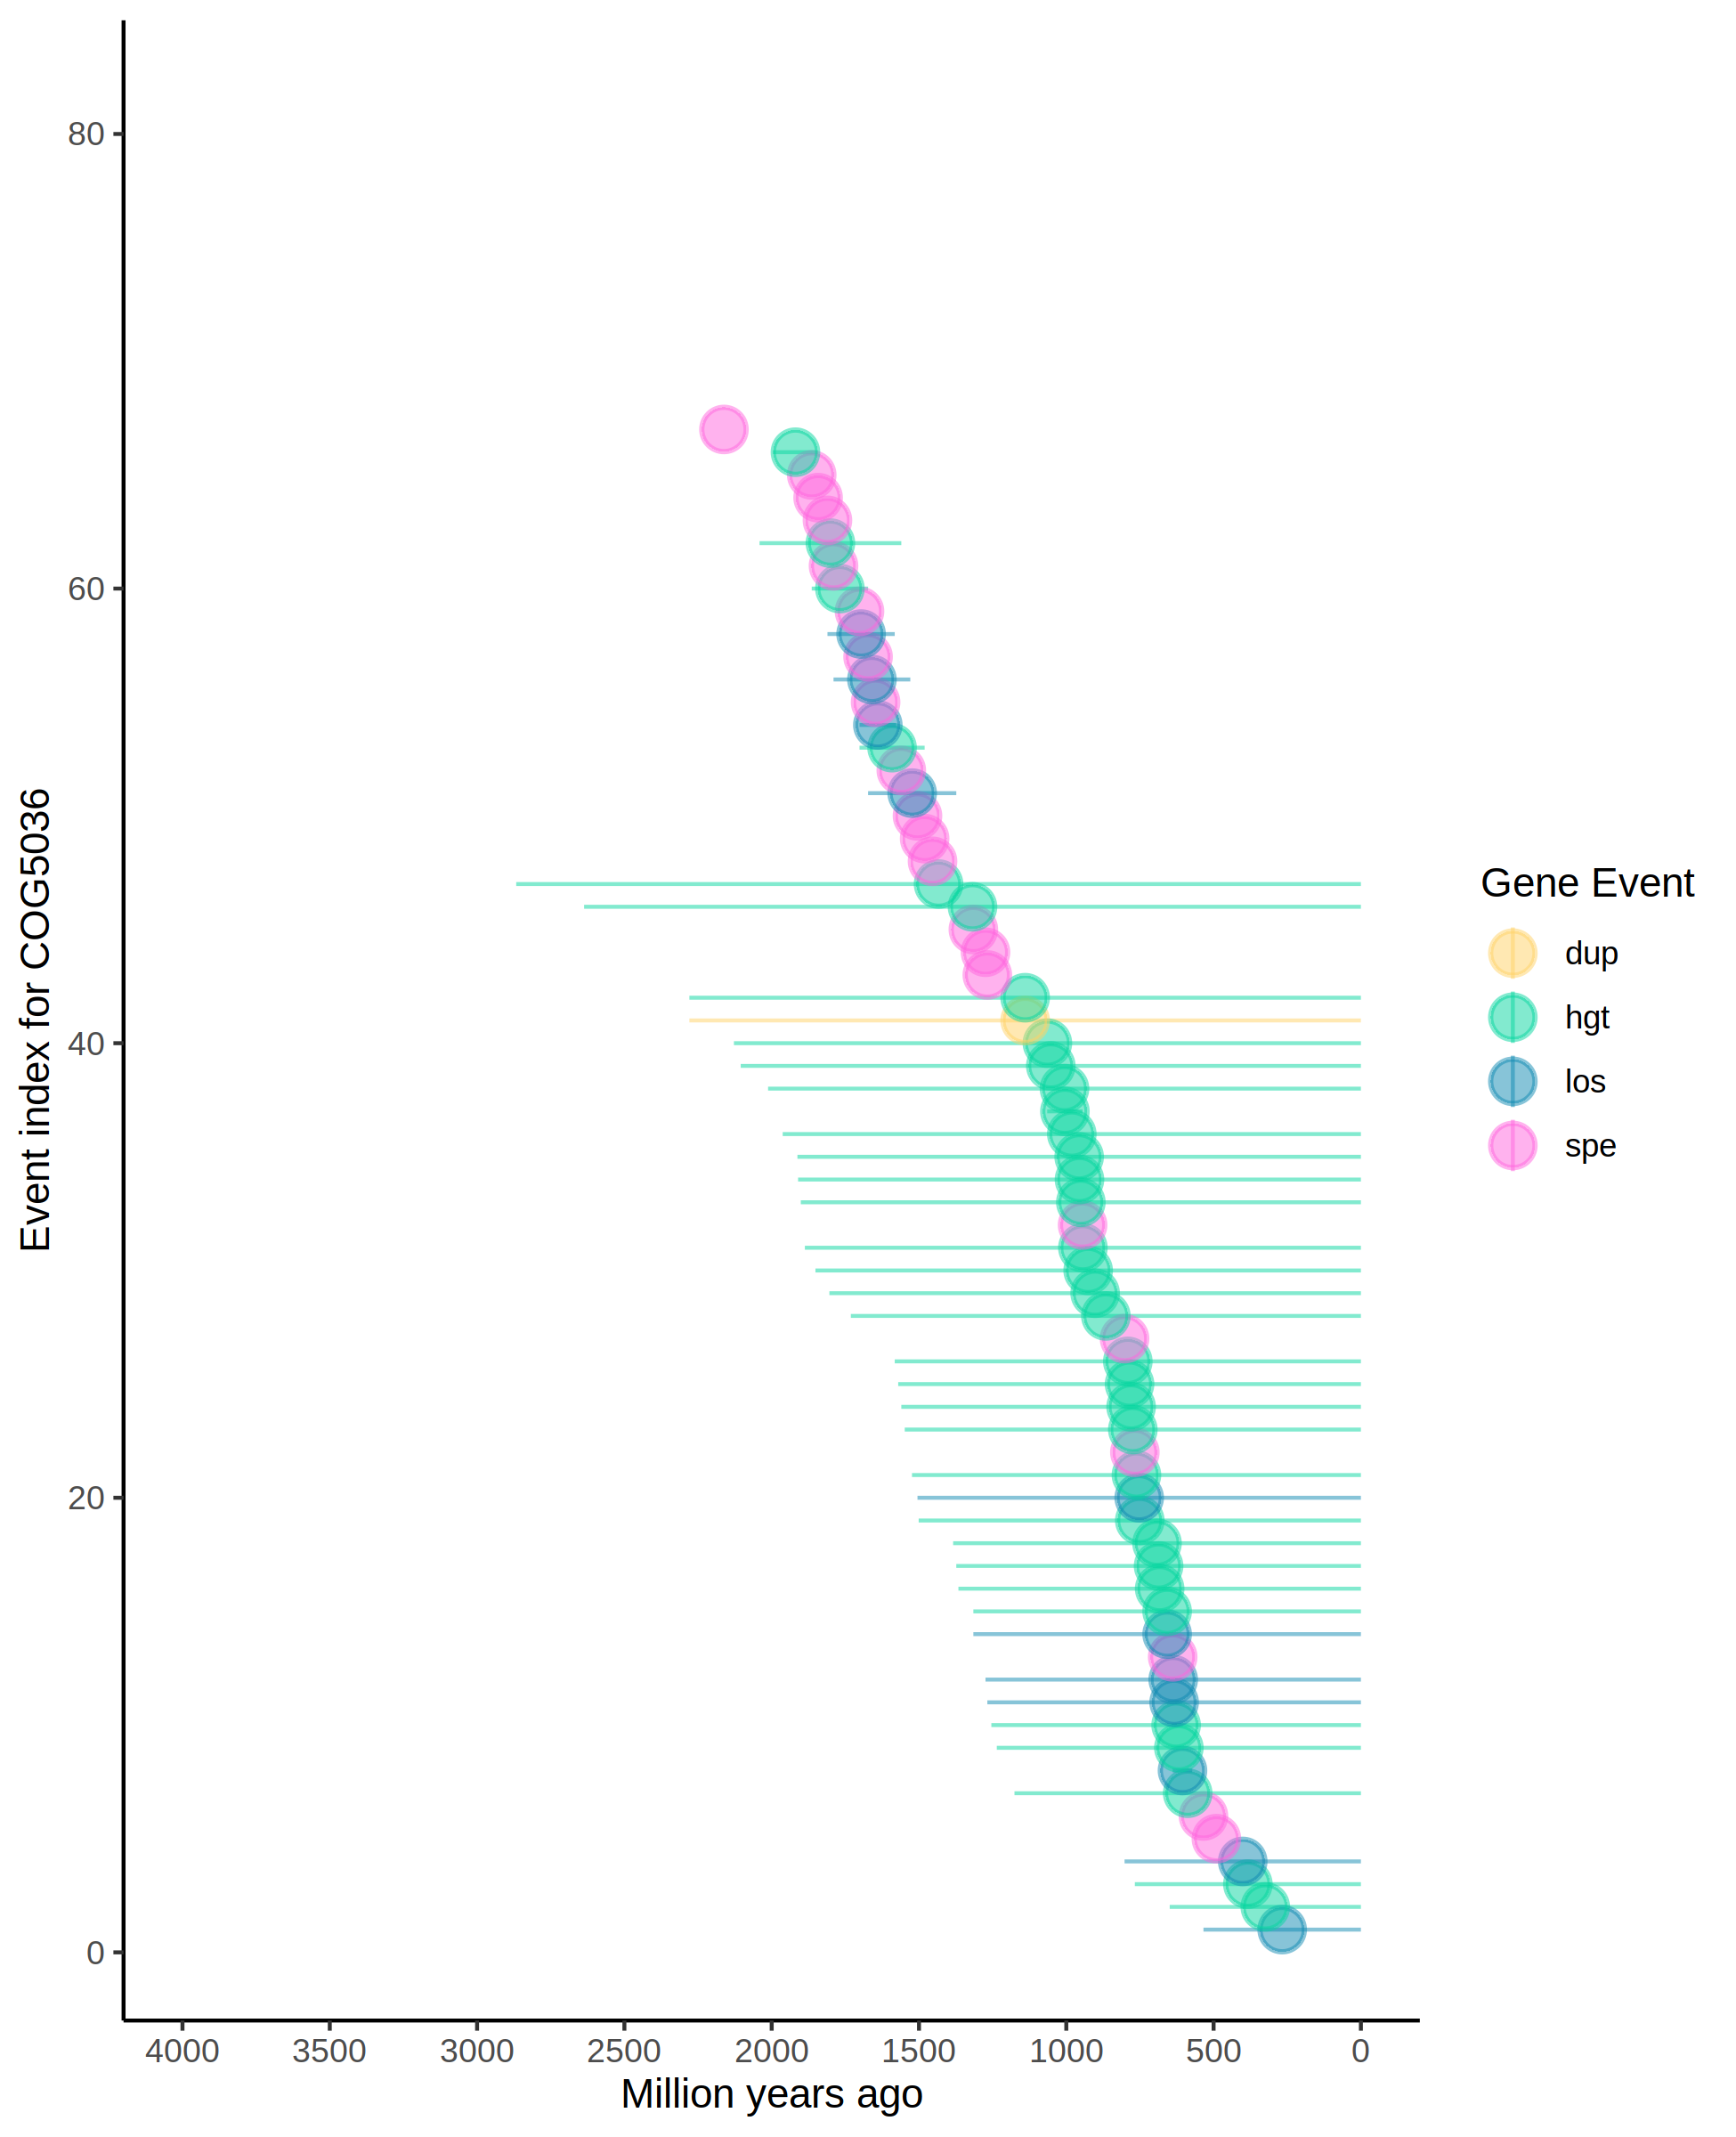 80
60
40
20
0
Event index for COG5036
4000 3500 3000 2500 2000 1500 1000 500 0
Million years ago
Gene Event
dup
hgt
los
spe